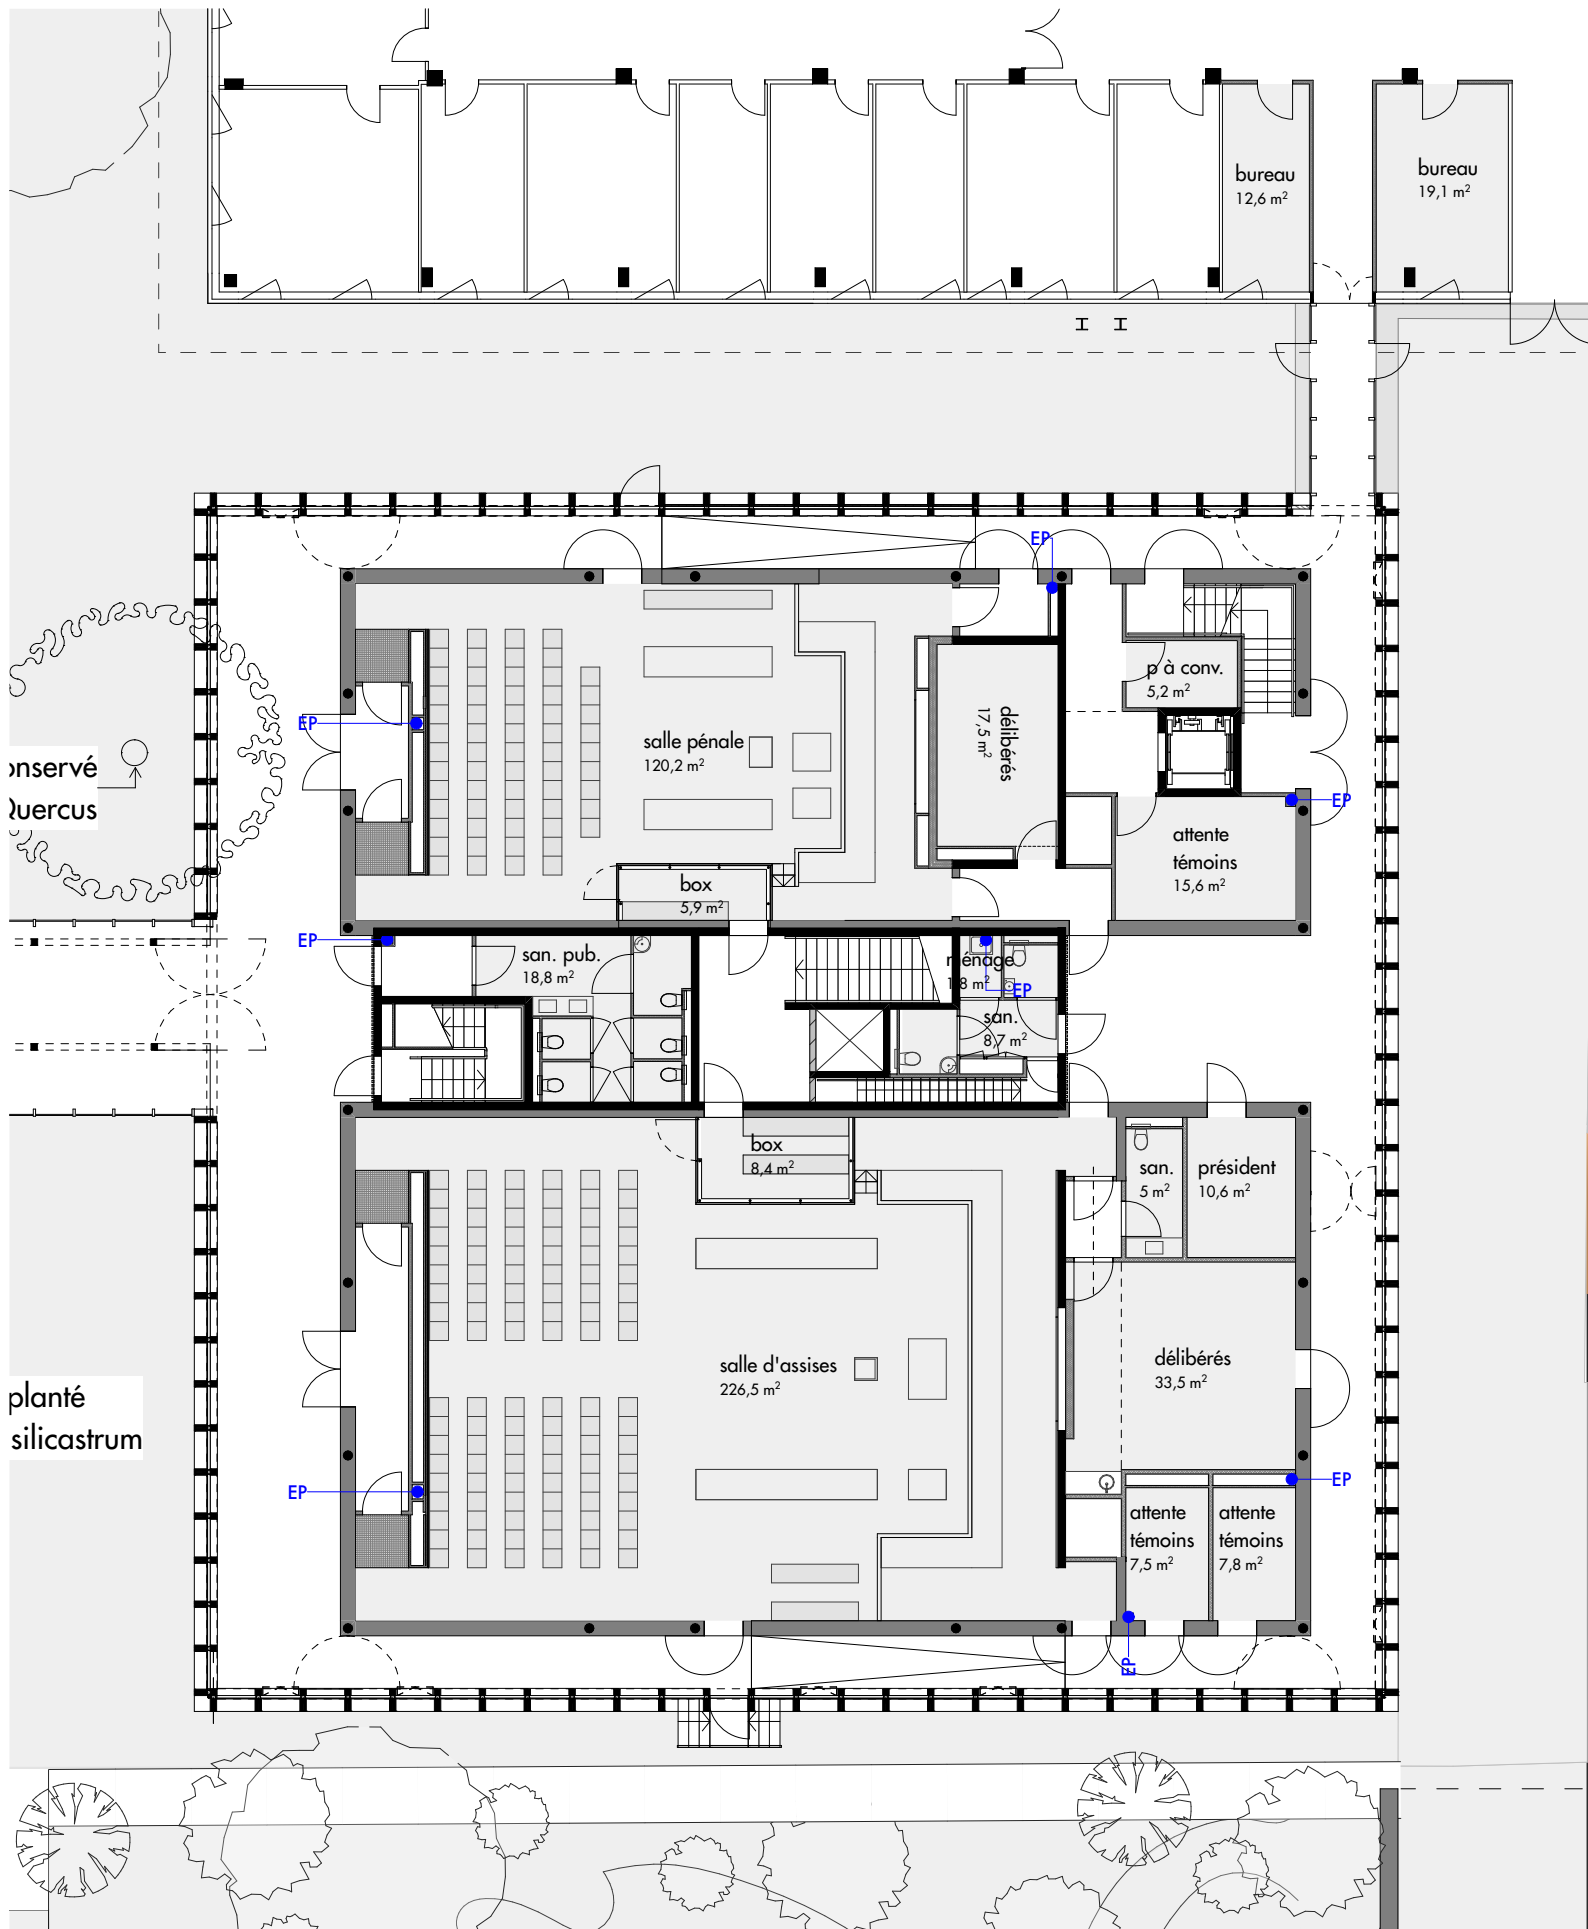 bureau
12,6 m²
bureau
19,1 m²
EP
p à conv.
5,2 m²
EP
salle pénale
120,2 m²
délibérés
17,5 m²
onservé
Quercus
EP
attente
témoins
15,6 m²
box
5,9 m²
EP
san. pub.
18,8 m²
ménage
1,8 m²
EP
san.
8,7 m²
box
8,4 m²
san.
5 m²
président
10,6 m²
salle d'assises
226,5 m²
délibérés
33,5 m²
planté
silicastrum
EP
EP
attente
témoins
7,5 m²
attente
témoins
7,8 m²
EP